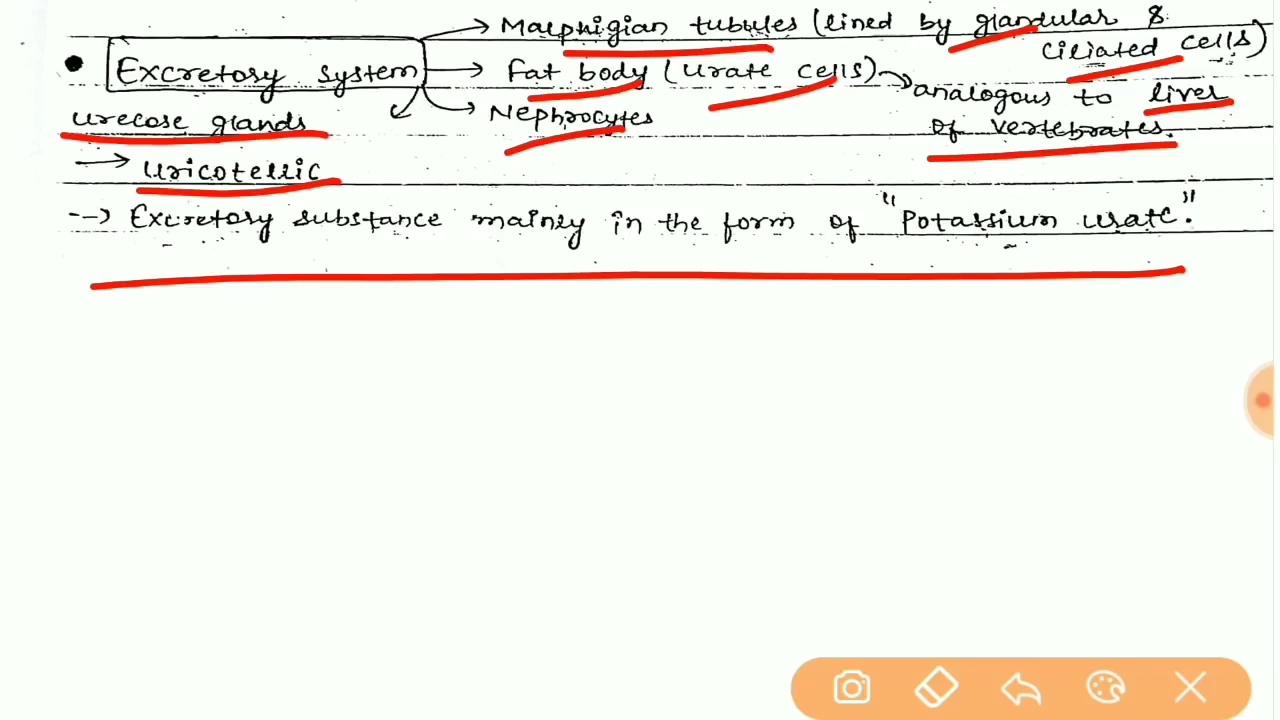 → Malphigian tubules (lined by glandular &
ciliated cells)
• Excretory system → Fat body (urate cells) → analogous to liver
of vertebrates.
→ Nephrocytes
urecose glands
→ Uricotellic
--> Excretory substance mainly in the form of "Potassium urate".